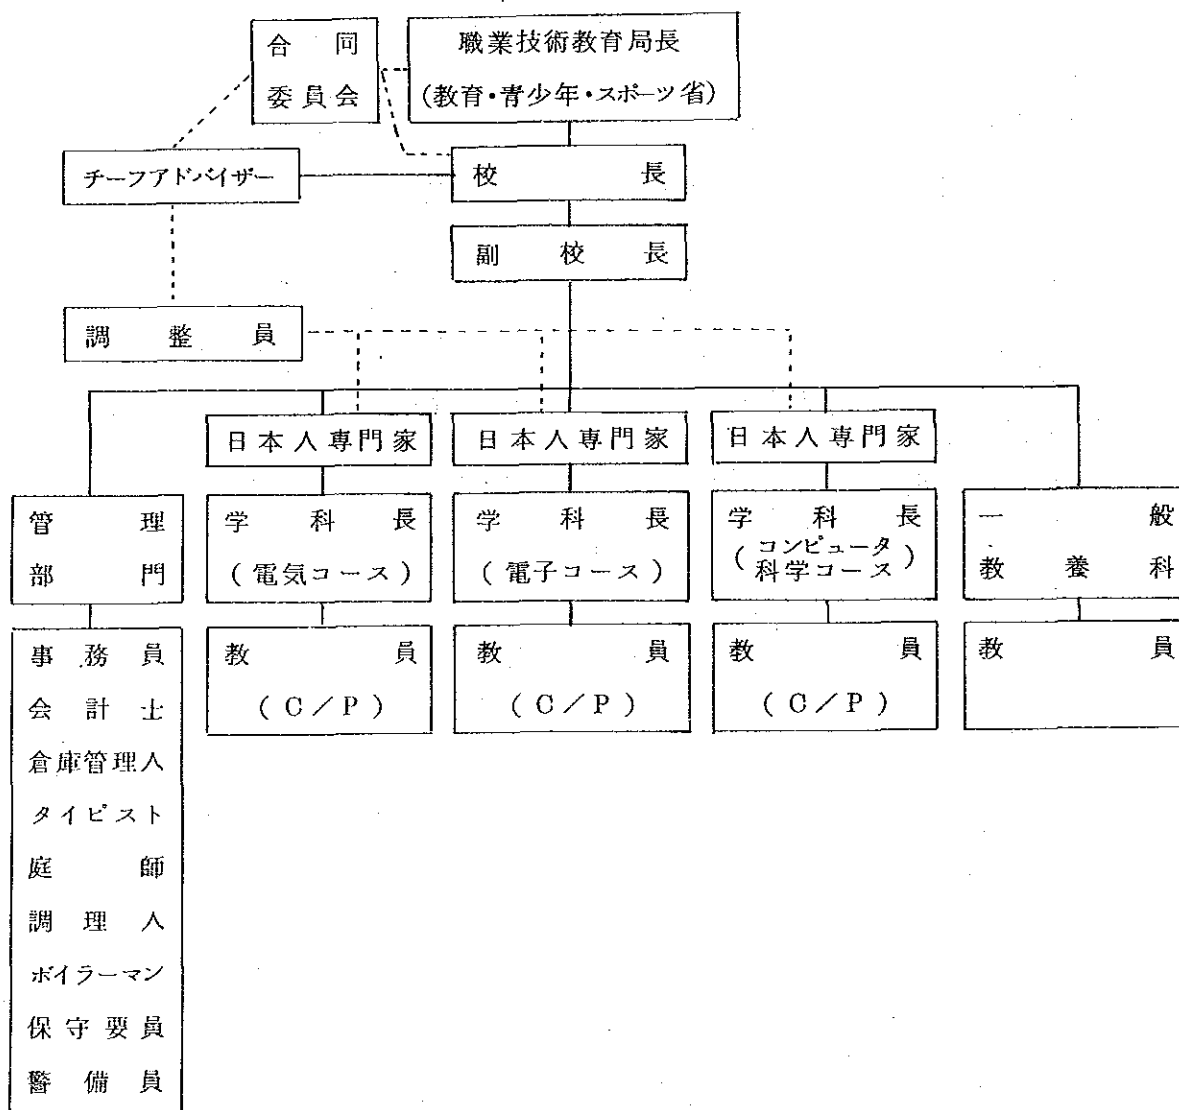 合同
委員会
職業技術教育局長
(教育・青少年・スポーツ省)
チーフアドバイザー
校長
副校長
調整員
日本人専門家
日本人専門家
日本人専門家
管理
部門
学科長
(電気コース)
学科長
(電子コース)
学科長
(コンピュータ
科学コース)
一般
教養科
事務員
会計士
倉庫管理人
タイピスト
庭師
調理人
ボイラーマン
保守要員
警備員
教員
(C/P)
教員
(C/P)
教員
(C/P)
教員